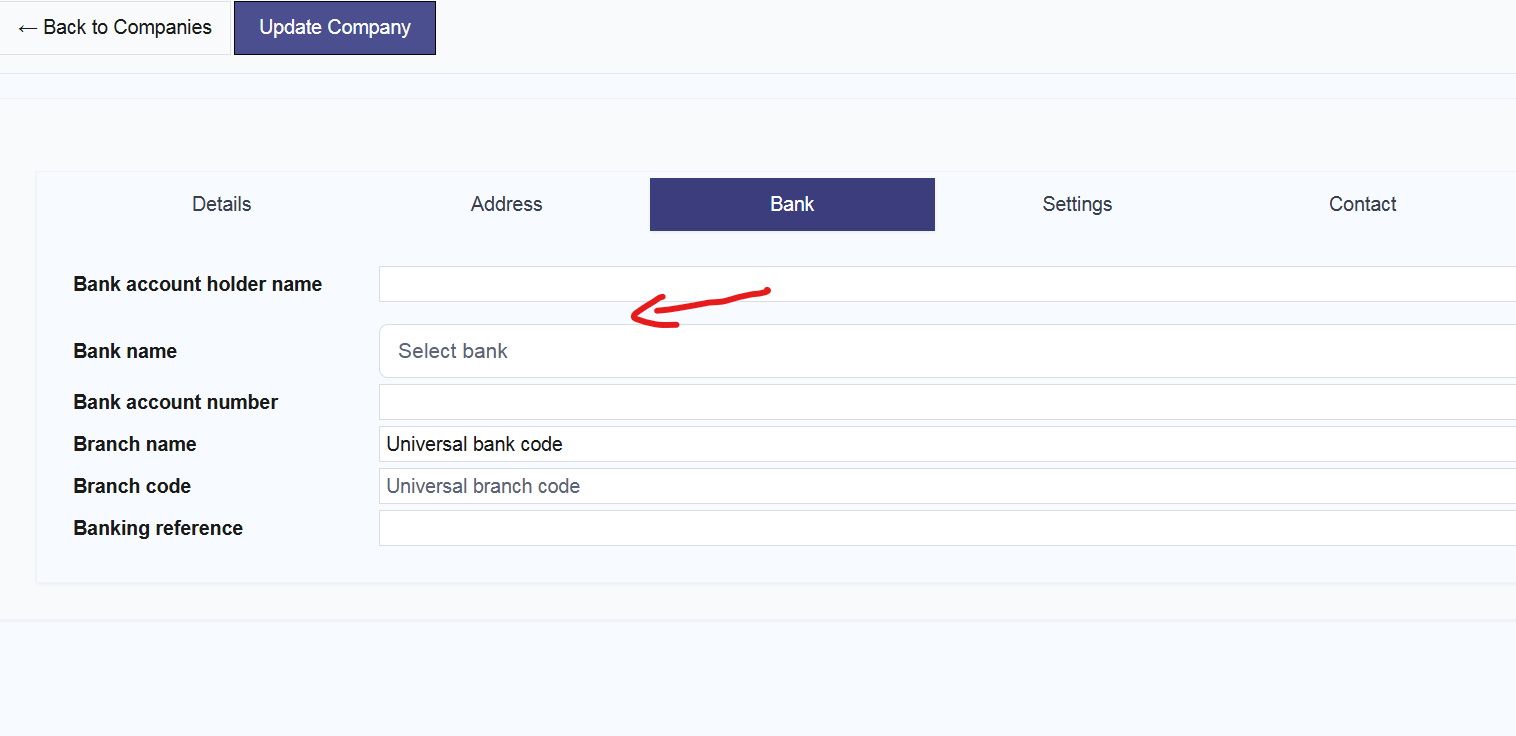 ← Back to Companies Update Company
Details Address Bank Settings Contact
Bank account holder name
Bank name Select bank
Bank account number
Branch name Universal bank code
Branch code Universal branch code
Banking reference